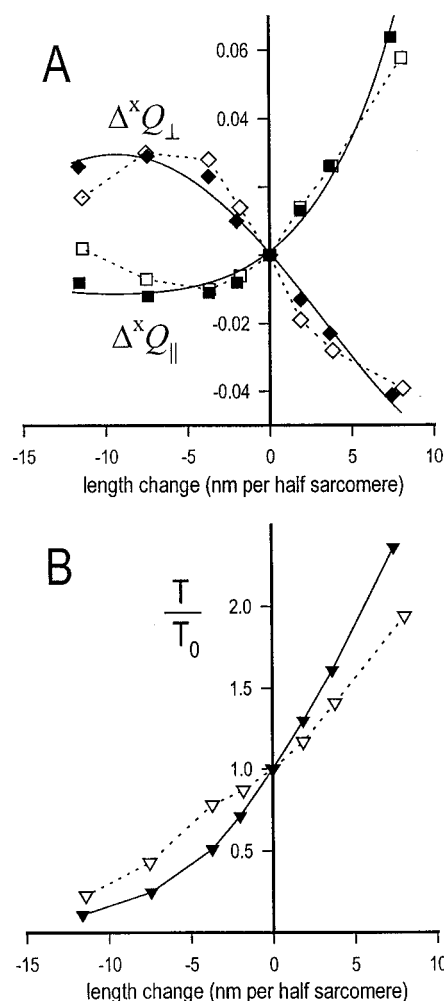 A
0.06
0.04
ΔˣQ⊥
-0.02
ΔˣQ∥
-0.04
-15 -10 -5 0 5 10
length change (nm per half sarcomere)
B
T
T₀
2.0
1.5
1.0
0.5
-15 -10 -5 0 5 10
length change (nm per half sarcomere)